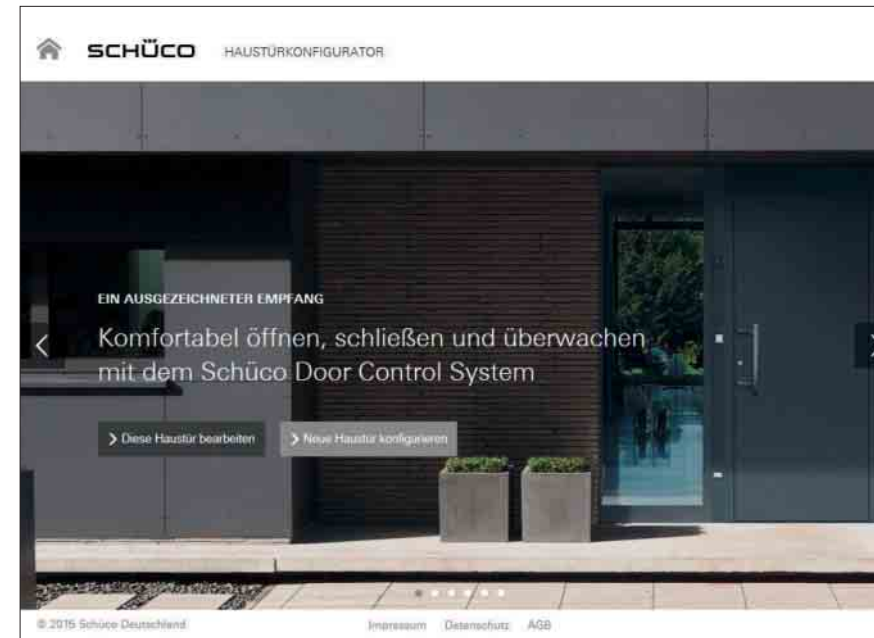 SCHÜCO HAUSTÜRKONFIGURATOR
EIN AUSGEZEICHNETER EMPFANG
Komfortabel öffnen, schließen und überwachen
mit dem Schüco Door Control System
Diese Haustür bearbeiten Neue Haustür konfigurieren
© 2015 Schüco Deutschland Impressum Datenschutz AGB